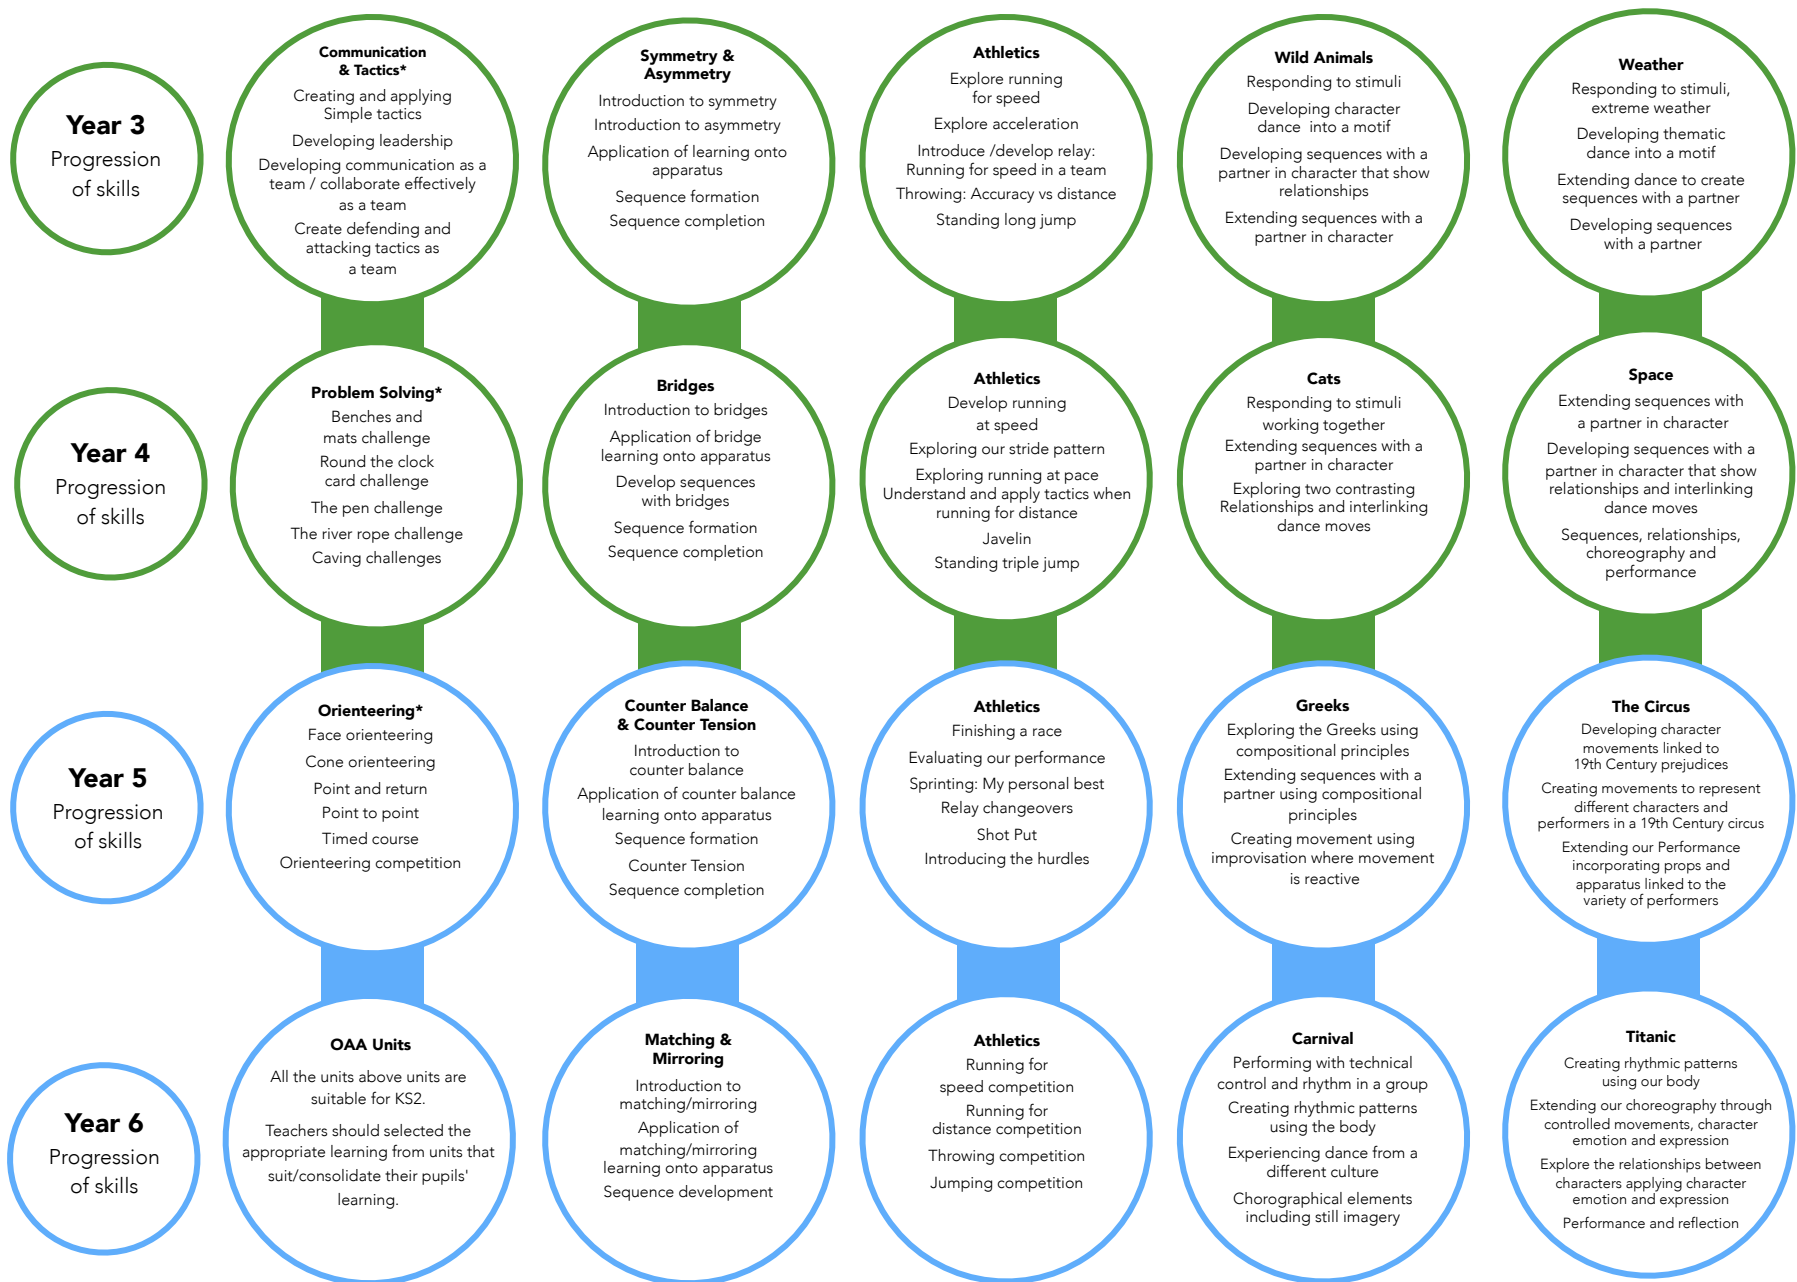 Year 3
Progression
of skills
Communication
& Tactics*
Creating and applying
Simple tactics
Developing leadership
Developing communication as a
team / collaborate effectively
as a team
Create defending and
attacking tactics as
a team
Symmetry &
Asymmetry
Introduction to symmetry
Introduction to asymmetry
Application of learning onto
apparatus
Sequence formation
Sequence completion
Athletics
Explore running
for speed
Explore acceleration
Introduce /develop relay:
Running for speed in a team
Throwing: Accuracy vs distance
Standing long jump
Wild Animals
Responding to stimuli
Developing character
dance into a motif
Developing sequences with a
partner in character that show
relationships
Extending sequences with a
partner in character
Weather
Responding to stimuli,
extreme weather
Developing thematic
dance into a motif
Extending dance to create
sequences with a partner
Developing sequences
with a partner
Year 4
Progression
of skills
Problem Solving*
Benches and
mats challenge
Round the clock
card challenge
The pen challenge
The river rope challenge
Caving challenges
Bridges
Introduction to bridges
Application of bridge
learning onto apparatus
Develop sequences
with bridges
Sequence formation
Sequence completion
Athletics
Develop running
at speed
Exploring our stride pattern
Exploring running at pace
Understand and apply tactics when
running for distance
Javelin
Standing triple jump
Cats
Responding to stimuli
working together
Extending sequences with a
partner in character
Exploring two contrasting
Relationships and interlinking
dance moves
Space
Extending sequences with
a partner in character
Developing sequences with a
partner in character that show
relationships and interlinking
dance moves
Sequences, relationships,
choreography and
performance
Year 5
Progression
of skills
Orienteering*
Face orienteering
Cone orienteering
Point and return
Point to point
Timed course
Orienteering competition
Counter Balance
& Counter Tension
Introduction to
counter balance
Application of counter balance
learning onto apparatus
Sequence formation
Counter Tension
Sequence completion
Athletics
Finishing a race
Evaluating our performance
Sprinting: My personal best
Relay changeovers
Shot Put
Introducing the hurdles
Greeks
Exploring the Greeks using
compositional principles
Extending sequences with a
partner using compositional
principles
Creating movement using
improvisation where movement
is reactive
The Circus
Developing character
movements linked to
19th Century prejudices
Creating movements to represent
different characters and
performers in a 19th Century circus
Extending our Performance
incorporating props and
apparatus linked to the
variety of performers
Year 6
Progression
of skills
OAA Units
All the units above units are
suitable for KS2.
Teachers should selected the
appropriate learning from units that
suit/consolidate their pupils'
learning.
Matching &
Mirroring
Introduction to
matching/mirroring
Application of
matching/mirroring
learning onto apparatus
Sequence development
Athletics
Running for
speed competition
Running for
distance competition
Throwing competition
Jumping competition
Carnival
Performing with technical
control and rhythm in a group
Creating rhythmic patterns
using the body
Experiencing dance from a
different culture
Chorographical elements
including still imagery
Titanic
Creating rhythmic patterns
using our body
Extending our choreography through
controlled movements, character
emotion and expression
Explore the relationships between
characters applying character
emotion and expression
Performance and reflection